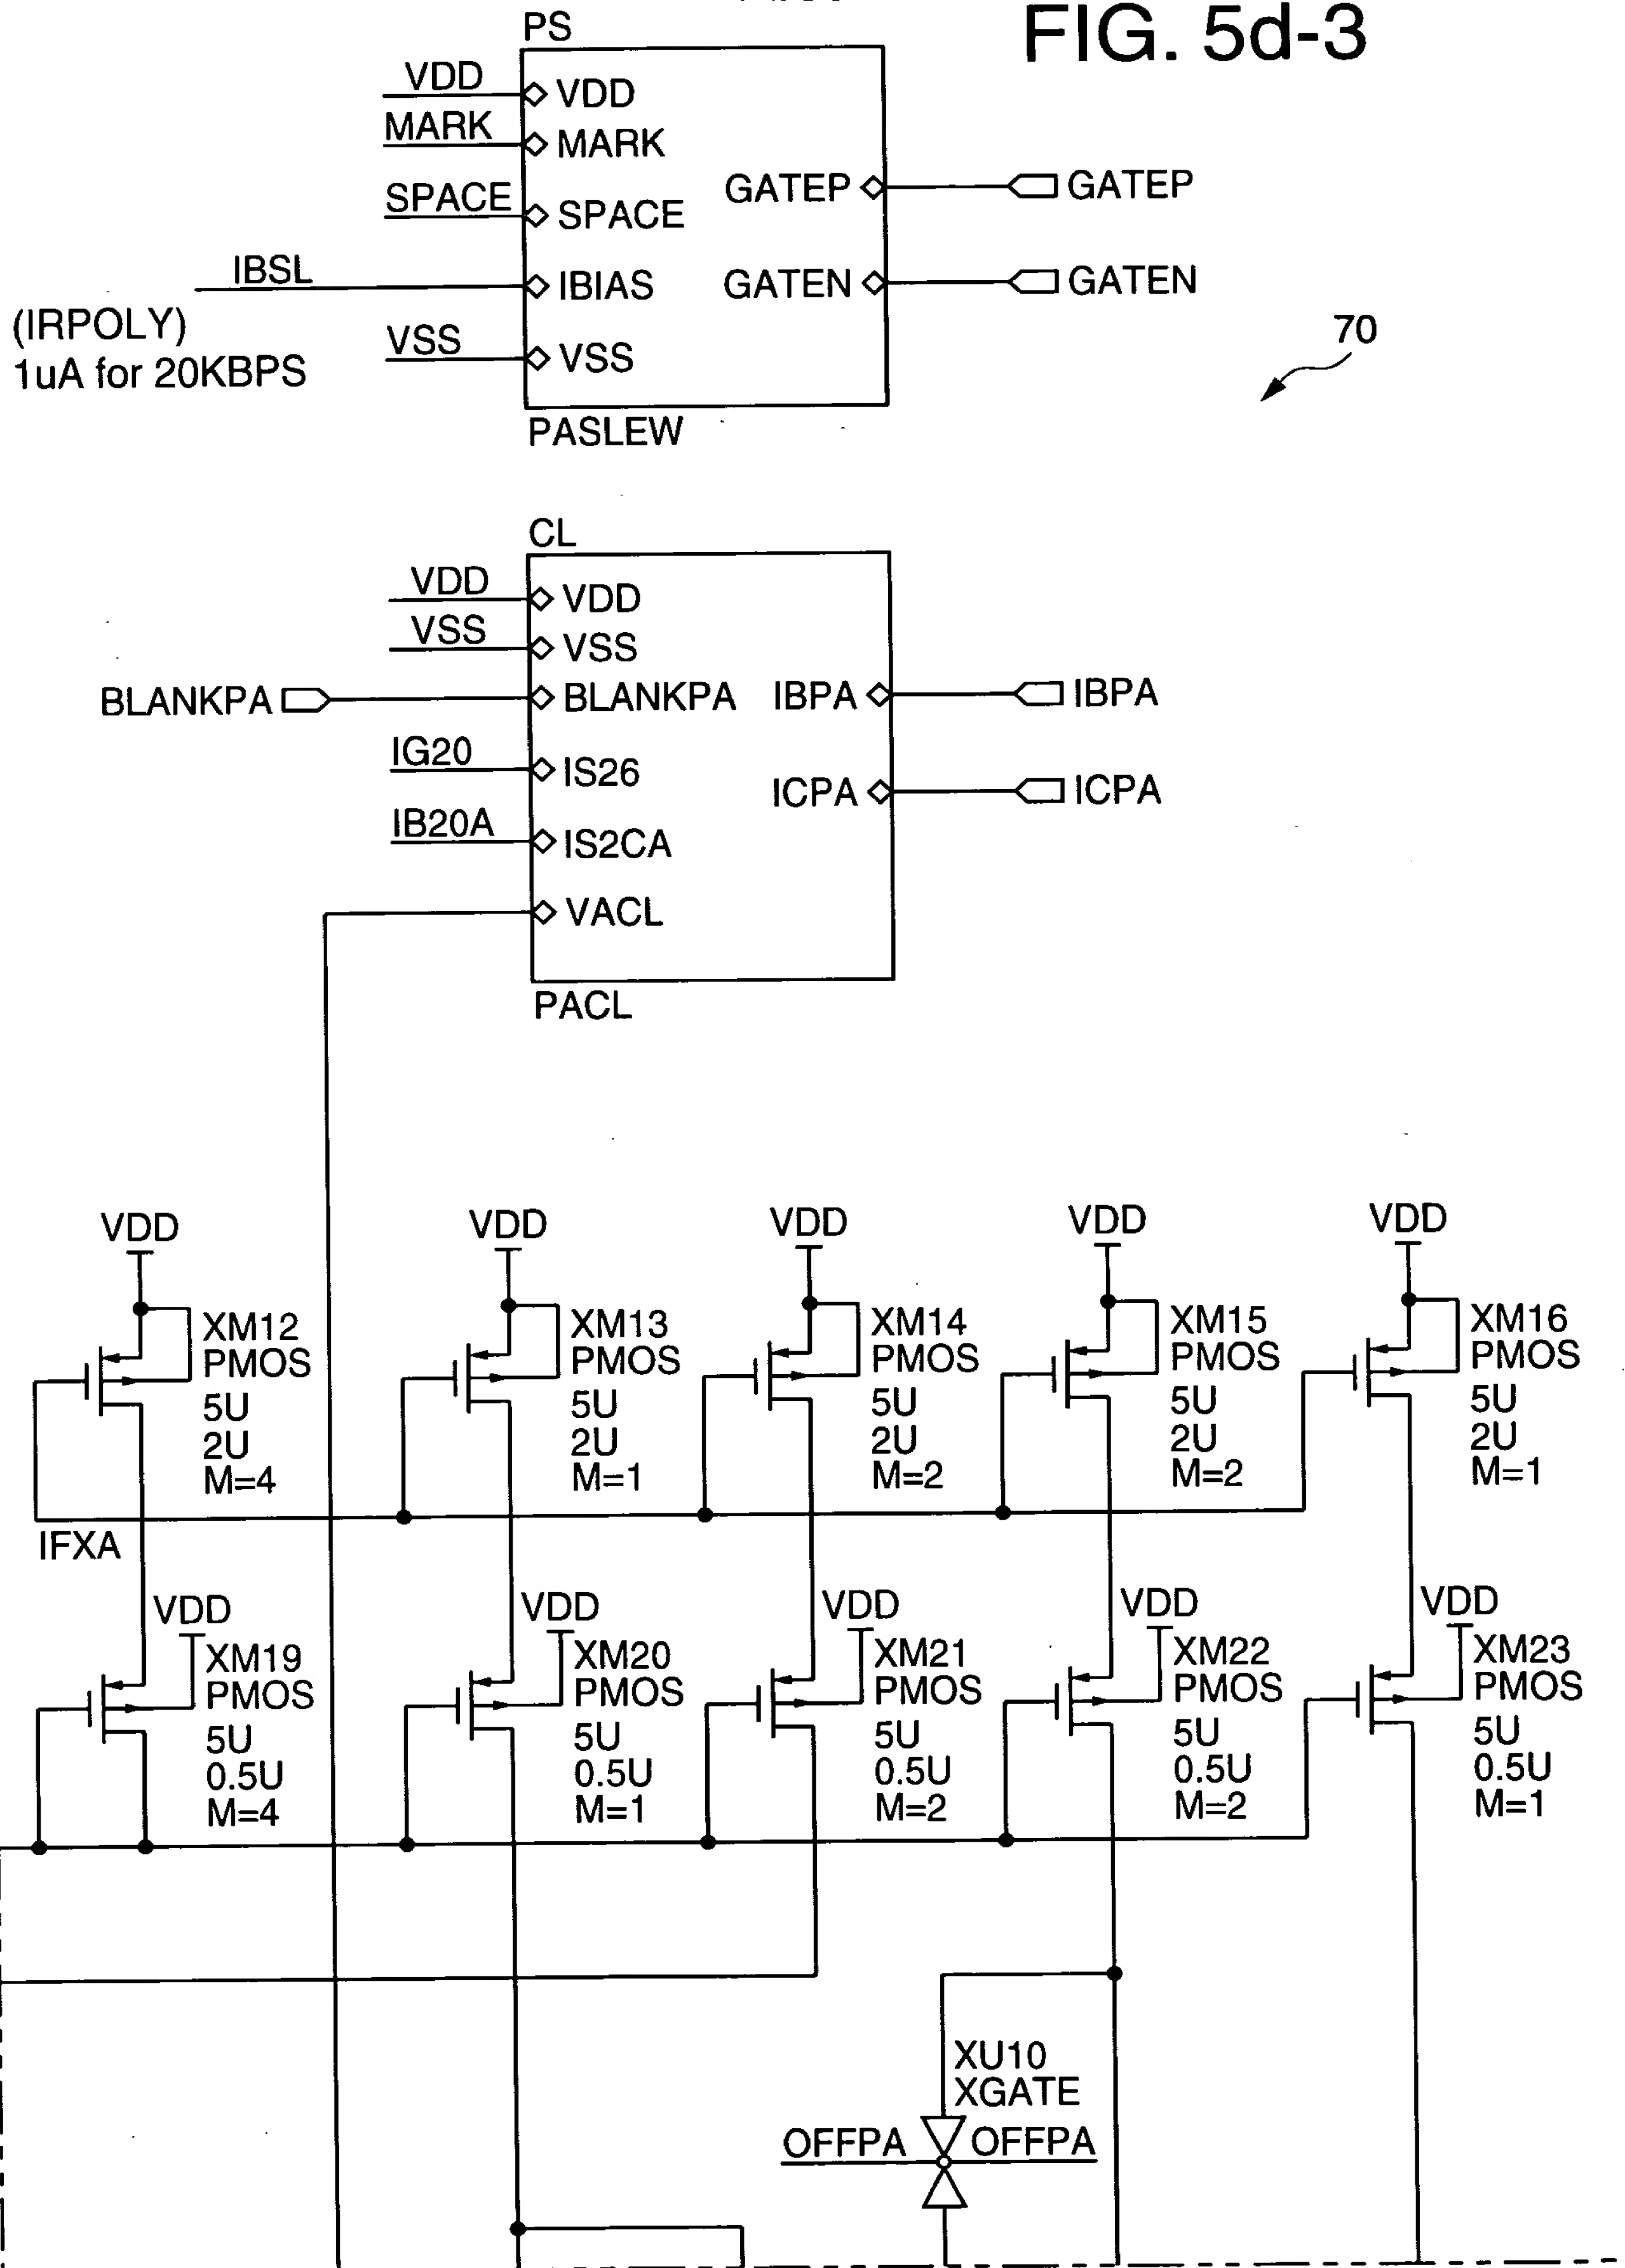 FIG. 5d-3
PS
VDD
VDD
MARK
MARK
SPACE
SPACE
IBSL
IBIAS
(IRPOLY)
1uA for 20KBPS
VSS
VSS
GATEP
GATEP
GATEN
GATEN
PASLEW
70
CL
VDD
VDD
VSS
VSS
BLANKPA
BLANKPA
IBPA
IBPA
IG20
IS26
ICPA
ICPA
IB20A
IS2CA
VACL
PACL
VDD
XM12
PMOS
5U
2U
M=4
VDD
XM13
PMOS
5U
2U
M=1
VDD
XM14
PMOS
5U
2U
M=2
VDD
XM15
PMOS
5U
2U
M=2
VDD
XM16
PMOS
5U
2U
M=1
IFXA
VDD
XM19
PMOS
5U
0.5U
M=4
VDD
XM20
PMOS
5U
0.5U
M=1
VDD
XM21
PMOS
5U
0.5U
M=2
VDD
XM22
PMOS
5U
0.5U
M=2
VDD
XM23
PMOS
5U
0.5U
M=1
XU10
XGATE
OFFPA
OFFPA